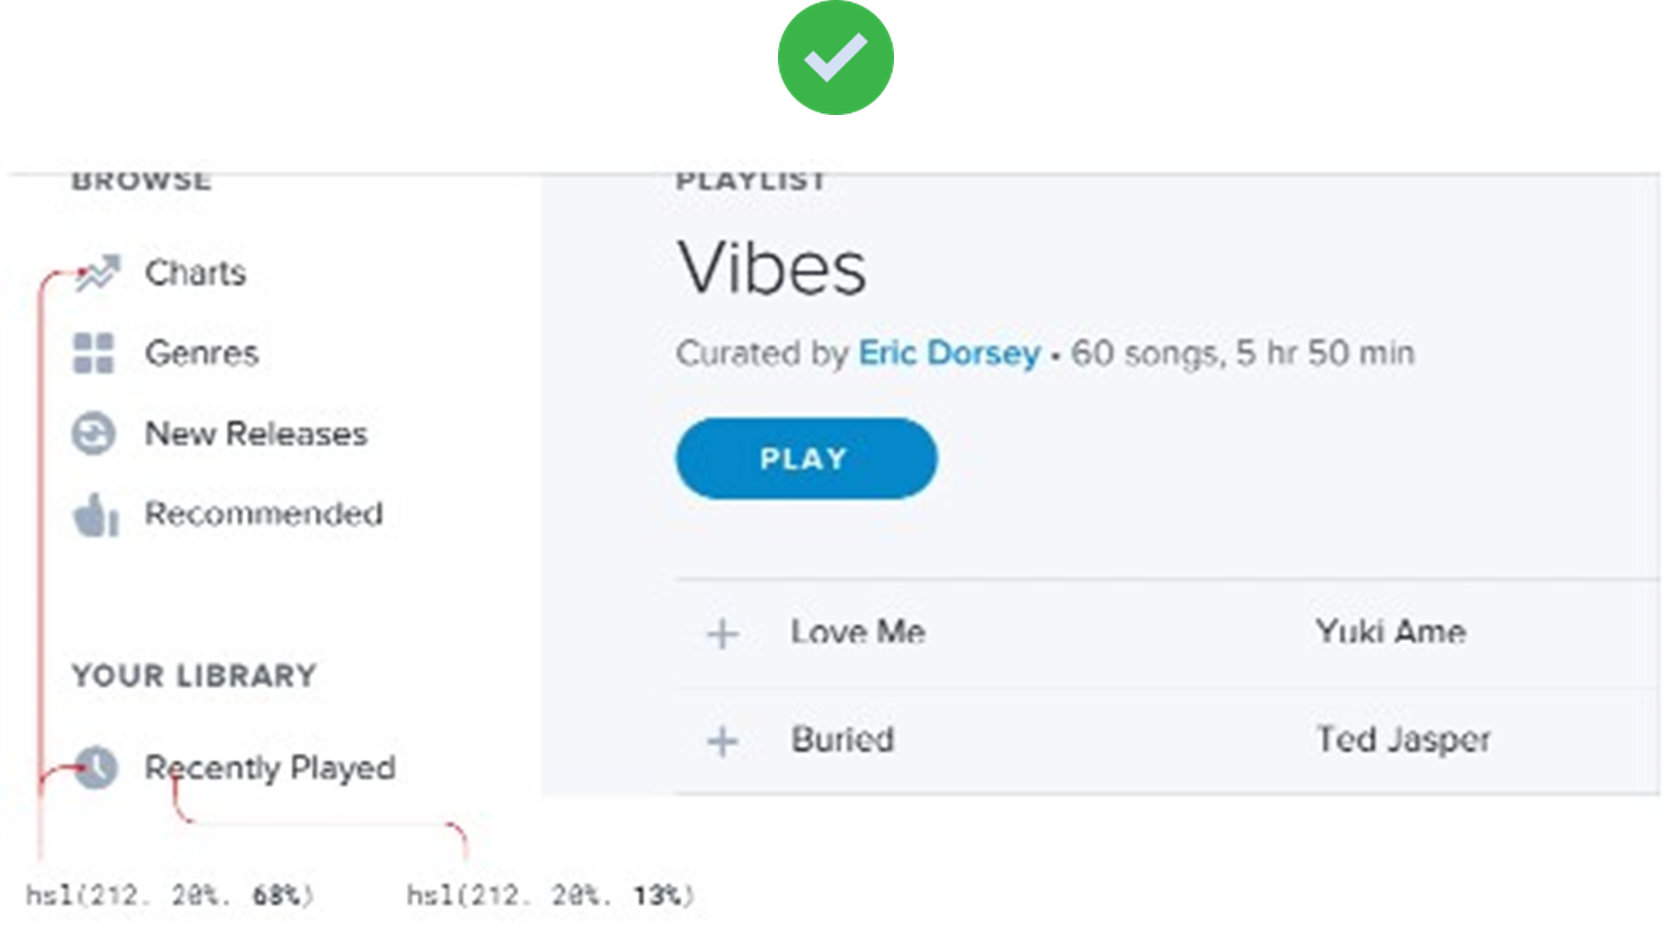 BROWSE
Charts
Genres
New Releases
Recommended
YOUR LIBRARY
Recently Played
PLAYLIST
Vibes
Curated by Eric Dorsey • 60 songs, 5 hr 50 min
PLAY
Love Me Yuki Ame
Buried Ted Jasper
hsl(212. 20%. 68%) hsl(212. 20%. 13%)